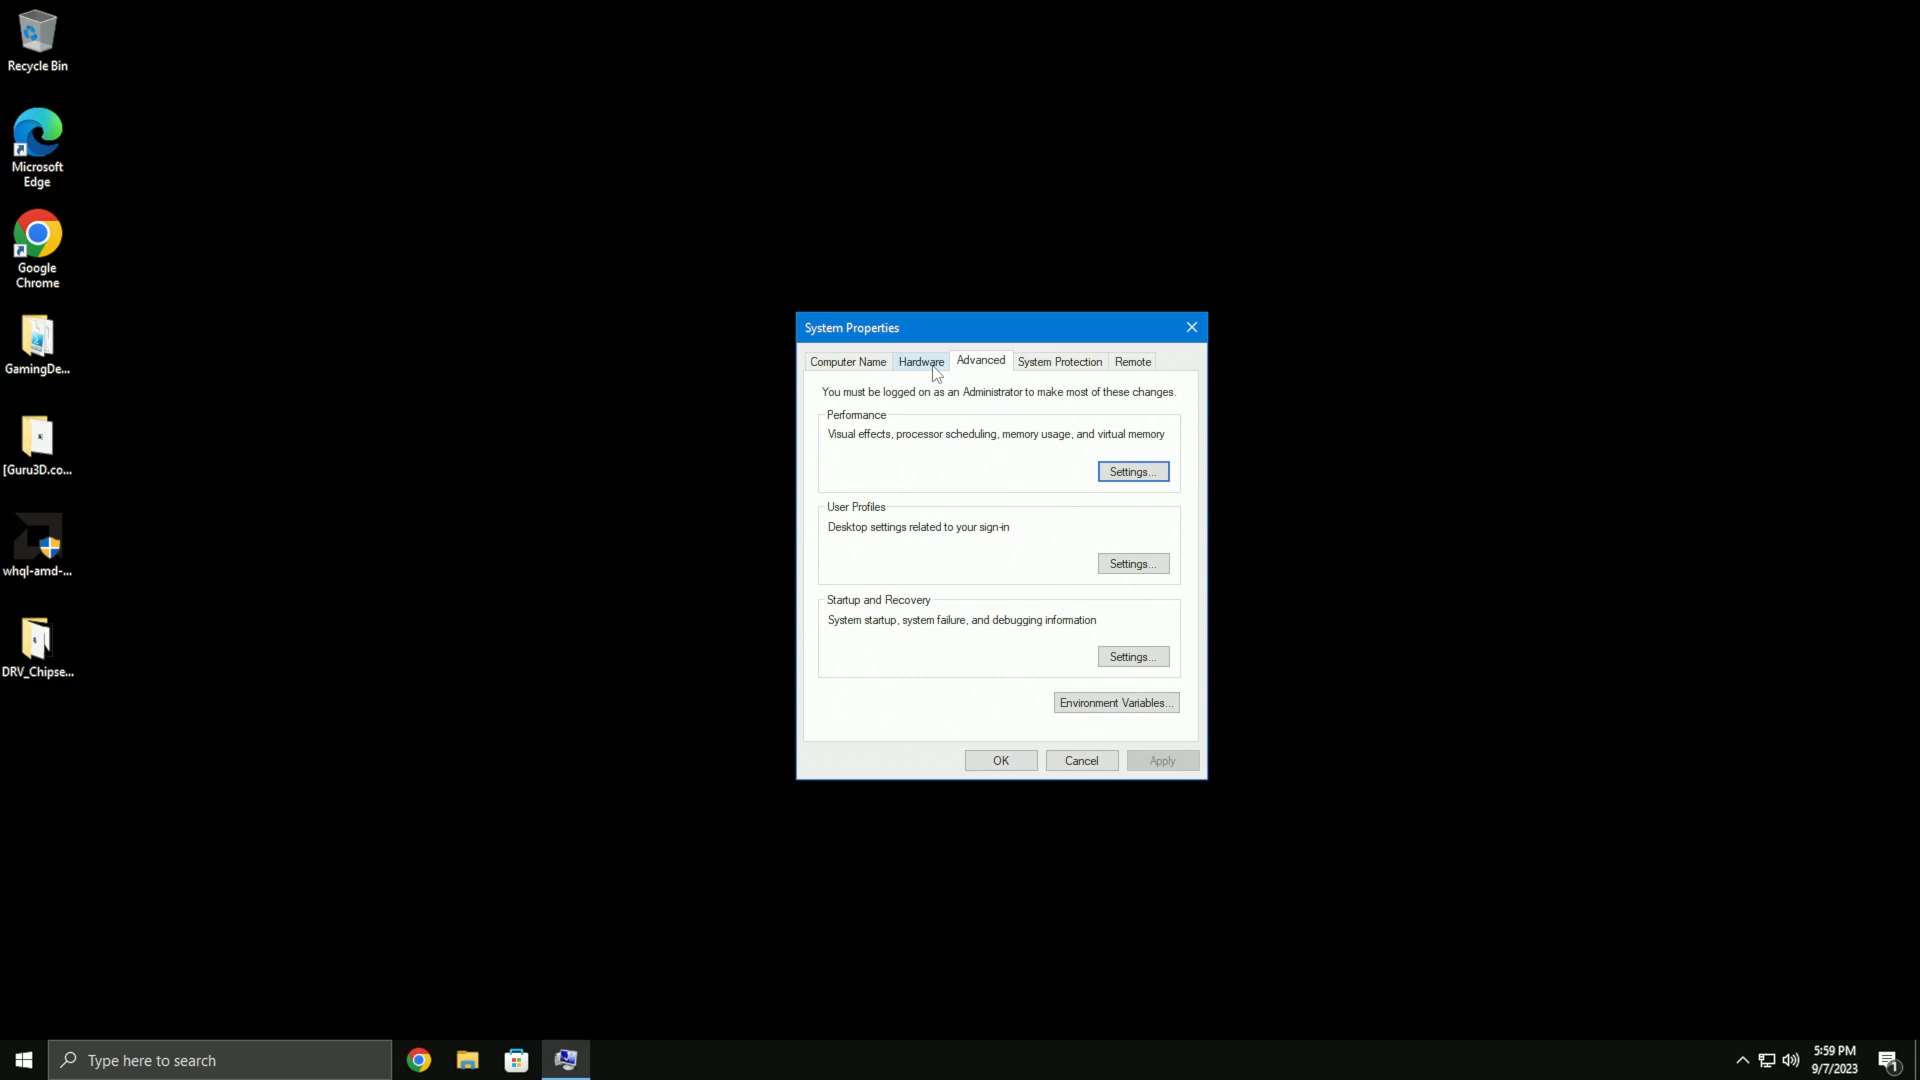 Recycle Bin
Microsoft
Edge
Google
Chrome
GamingDe...
[Guru3D.co...
whql-amd-...
DRV_Chipse...
System Properties
Computer Name
Hardware
Advanced
System Protection
Remote
You must be logged on as an Administrator to make most of these changes.
Performance
Visual effects, processor scheduling, memory usage, and virtual memory
Settings...
User Profiles
Desktop settings related to your sign-in
Settings...
Startup and Recovery
System startup, system failure, and debugging information
Settings...
Environment Variables...
OK
Cancel
Apply
Type here to search
5:59 PM
9/7/2023
1